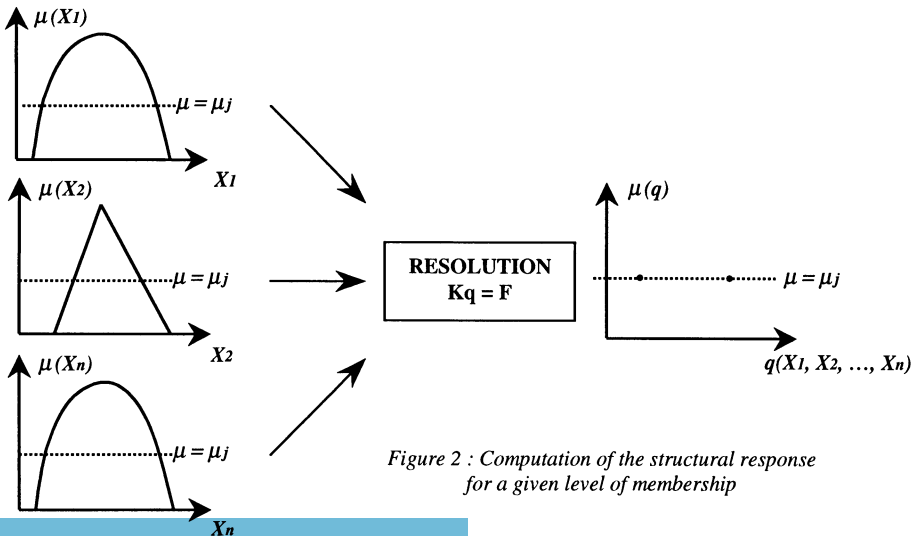 μ(X1)
μ = μj
X1
μ(X2)
μ = μj
X2
μ(Xn)
μ = μj
Xn
RESOLUTION
Kq = F
μ(q)
μ = μj
q(X1, X2, ..., Xn)
Figure 2 : Computation of the structural response
for a given level of membership